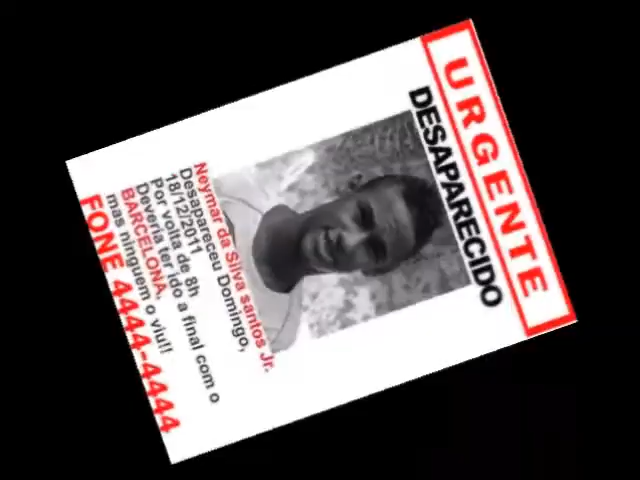 URGENTE
DESAPARECIDO
Neymar da Silva santos Jr.
Desapareceu Domingo,
18/12/2011
Por volta de 8h
Deveria ter ido a final com o
BARCELONA,
mas ninguem o viu!!
FONE 4444-4444